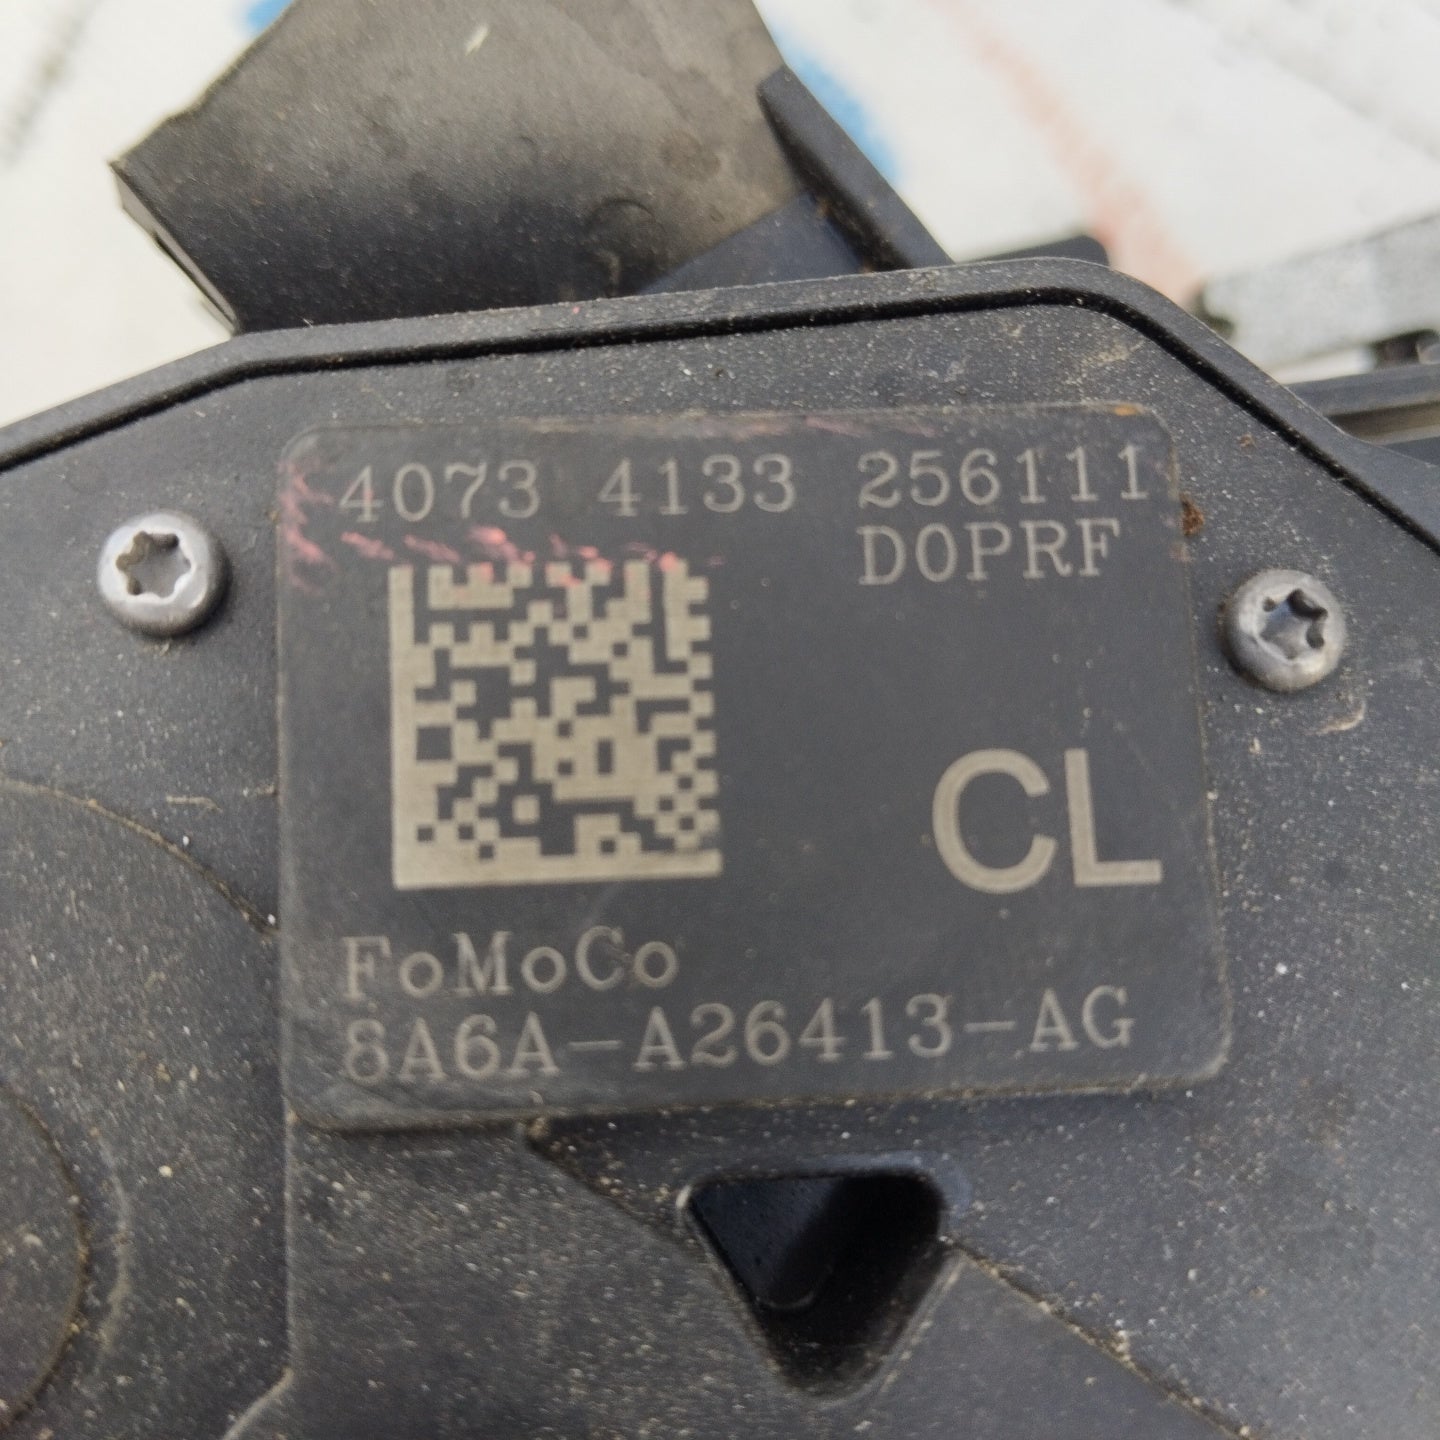 4073 4133 256111
D0PRF
CL
FoMoCo
8A6A-A26413-AG